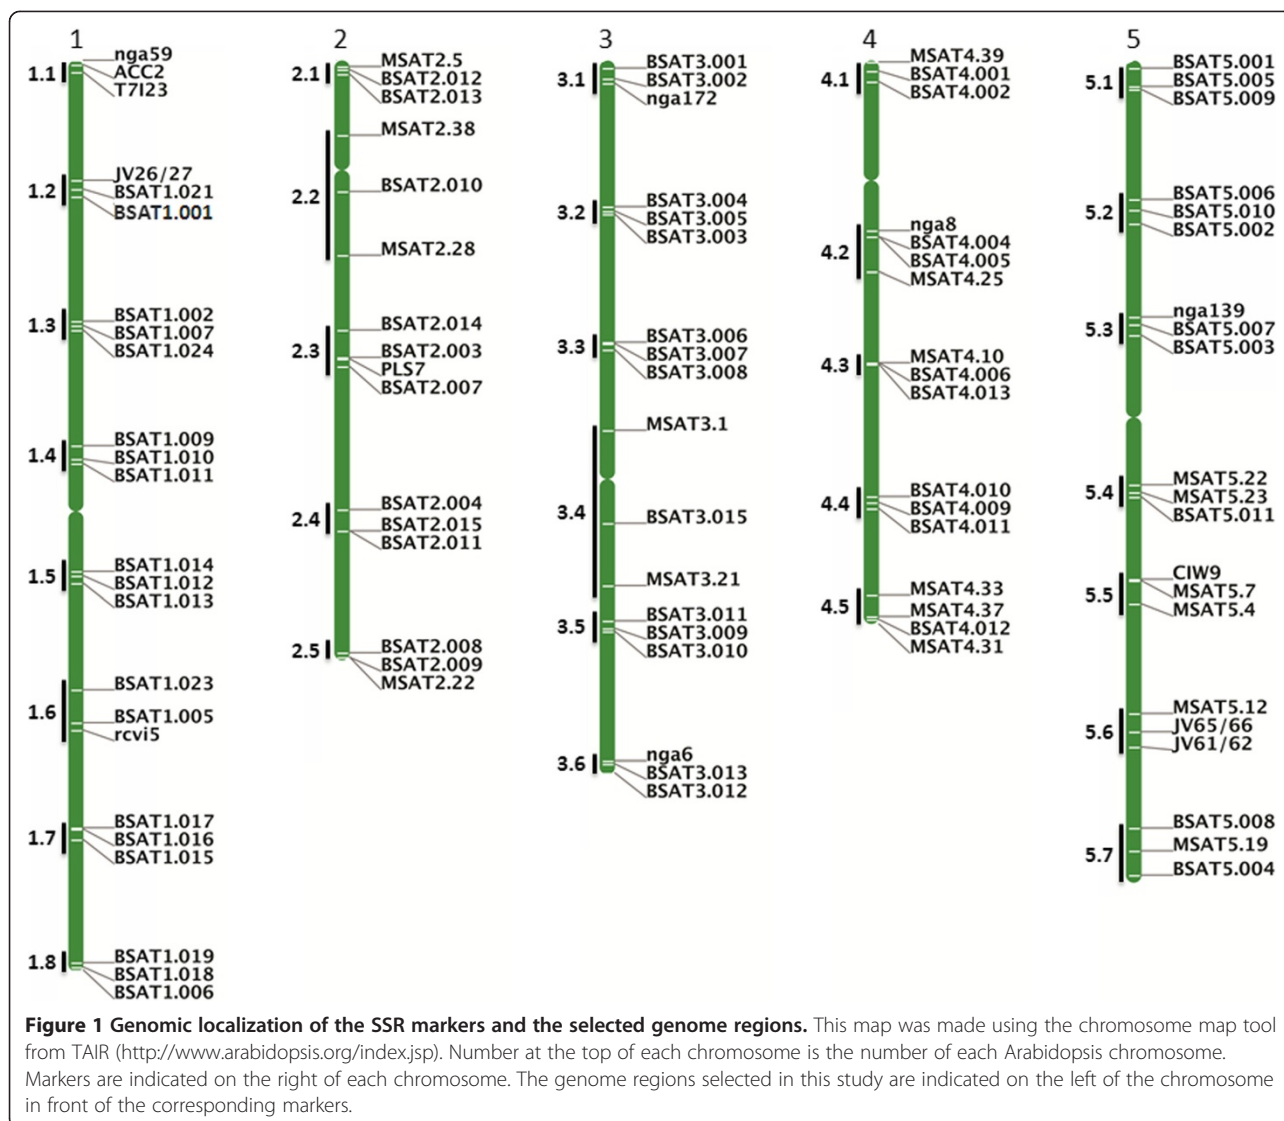 1
1.1
nga59
ACC2
T7I23
1.2
JV26/27
BSAT1.021
BSAT1.001
1.3
BSAT1.002
BSAT1.007
BSAT1.024
1.4
BSAT1.009
BSAT1.010
BSAT1.011
1.5
BSAT1.014
BSAT1.012
BSAT1.013
1.6
BSAT1.023
BSAT1.005
rcvi5
1.7
BSAT1.017
BSAT1.016
BSAT1.015
1.8
BSAT1.019
BSAT1.018
BSAT1.006
2
2.1
MSAT2.5
BSAT2.012
BSAT2.013
2.2
MSAT2.38
BSAT2.010
MSAT2.28
2.3
BSAT2.014
BSAT2.003
PLS7
BSAT2.007
2.4
BSAT2.004
BSAT2.015
BSAT2.011
2.5
BSAT2.008
BSAT2.009
MSAT2.22
3
3.1
BSAT3.001
BSAT3.002
nga172
3.2
BSAT3.004
BSAT3.005
BSAT3.003
3.3
BSAT3.006
BSAT3.007
BSAT3.008
3.4
MSAT3.1
BSAT3.015
MSAT3.21
3.5
BSAT3.011
BSAT3.009
BSAT3.010
3.6
nga6
BSAT3.013
BSAT3.012
4
4.1
MSAT4.39
BSAT4.001
BSAT4.002
4.2
nga8
BSAT4.004
BSAT4.005
MSAT4.25
4.3
MSAT4.10
BSAT4.006
BSAT4.013
4.4
BSAT4.010
BSAT4.009
BSAT4.011
4.5
MSAT4.33
MSAT4.37
BSAT4.012
MSAT4.31
5
5.1
BSAT5.001
BSAT5.005
BSAT5.009
5.2
BSAT5.006
BSAT5.010
BSAT5.002
5.3
nga139
BSAT5.007
BSAT5.003
5.4
MSAT5.22
MSAT5.23
BSAT5.011
5.5
CIW9
MSAT5.7
MSAT5.4
5.6
MSAT5.12
JV65/66
JV61/62
5.7
BSAT5.008
MSAT5.19
BSAT5.004
Figure 1 Genomic localization of the SSR markers and the selected genome regions. This map was made using the chromosome map tool
from TAIR (http://www.arabidopsis.org/index.jsp). Number at the top of each chromosome is the number of each Arabidopsis chromosome.
Markers are indicated on the right of each chromosome. The genome regions selected in this study are indicated on the left of the chromosome
in front of the corresponding markers.